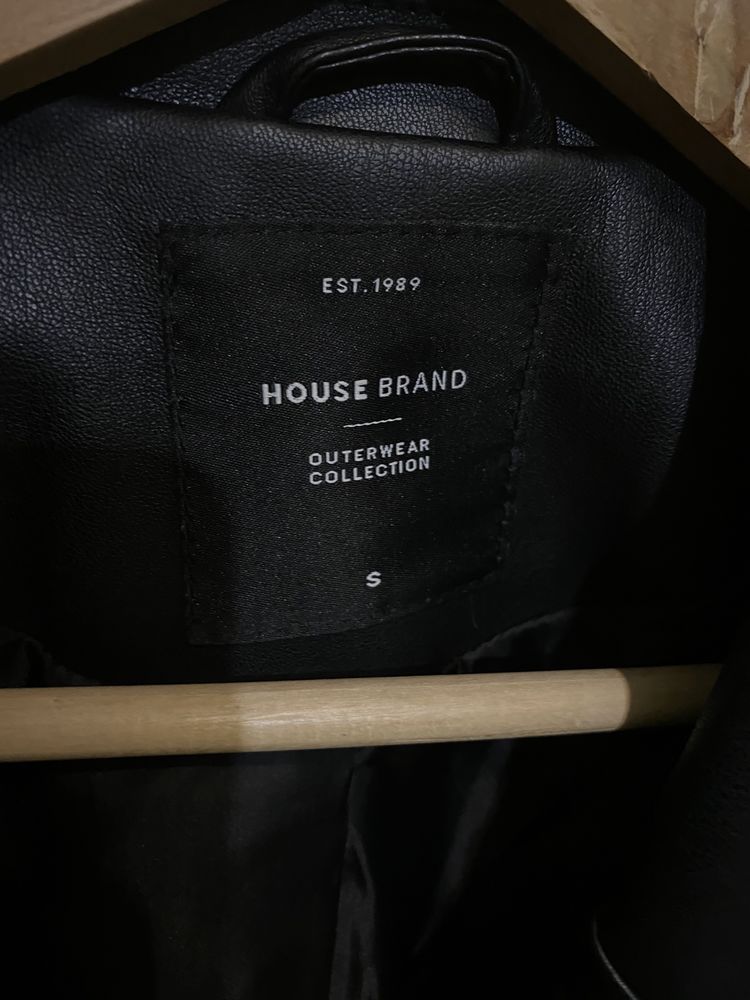 EST.1989
HOUSE BRAND
OUTERWEAR
COLLECTION
S